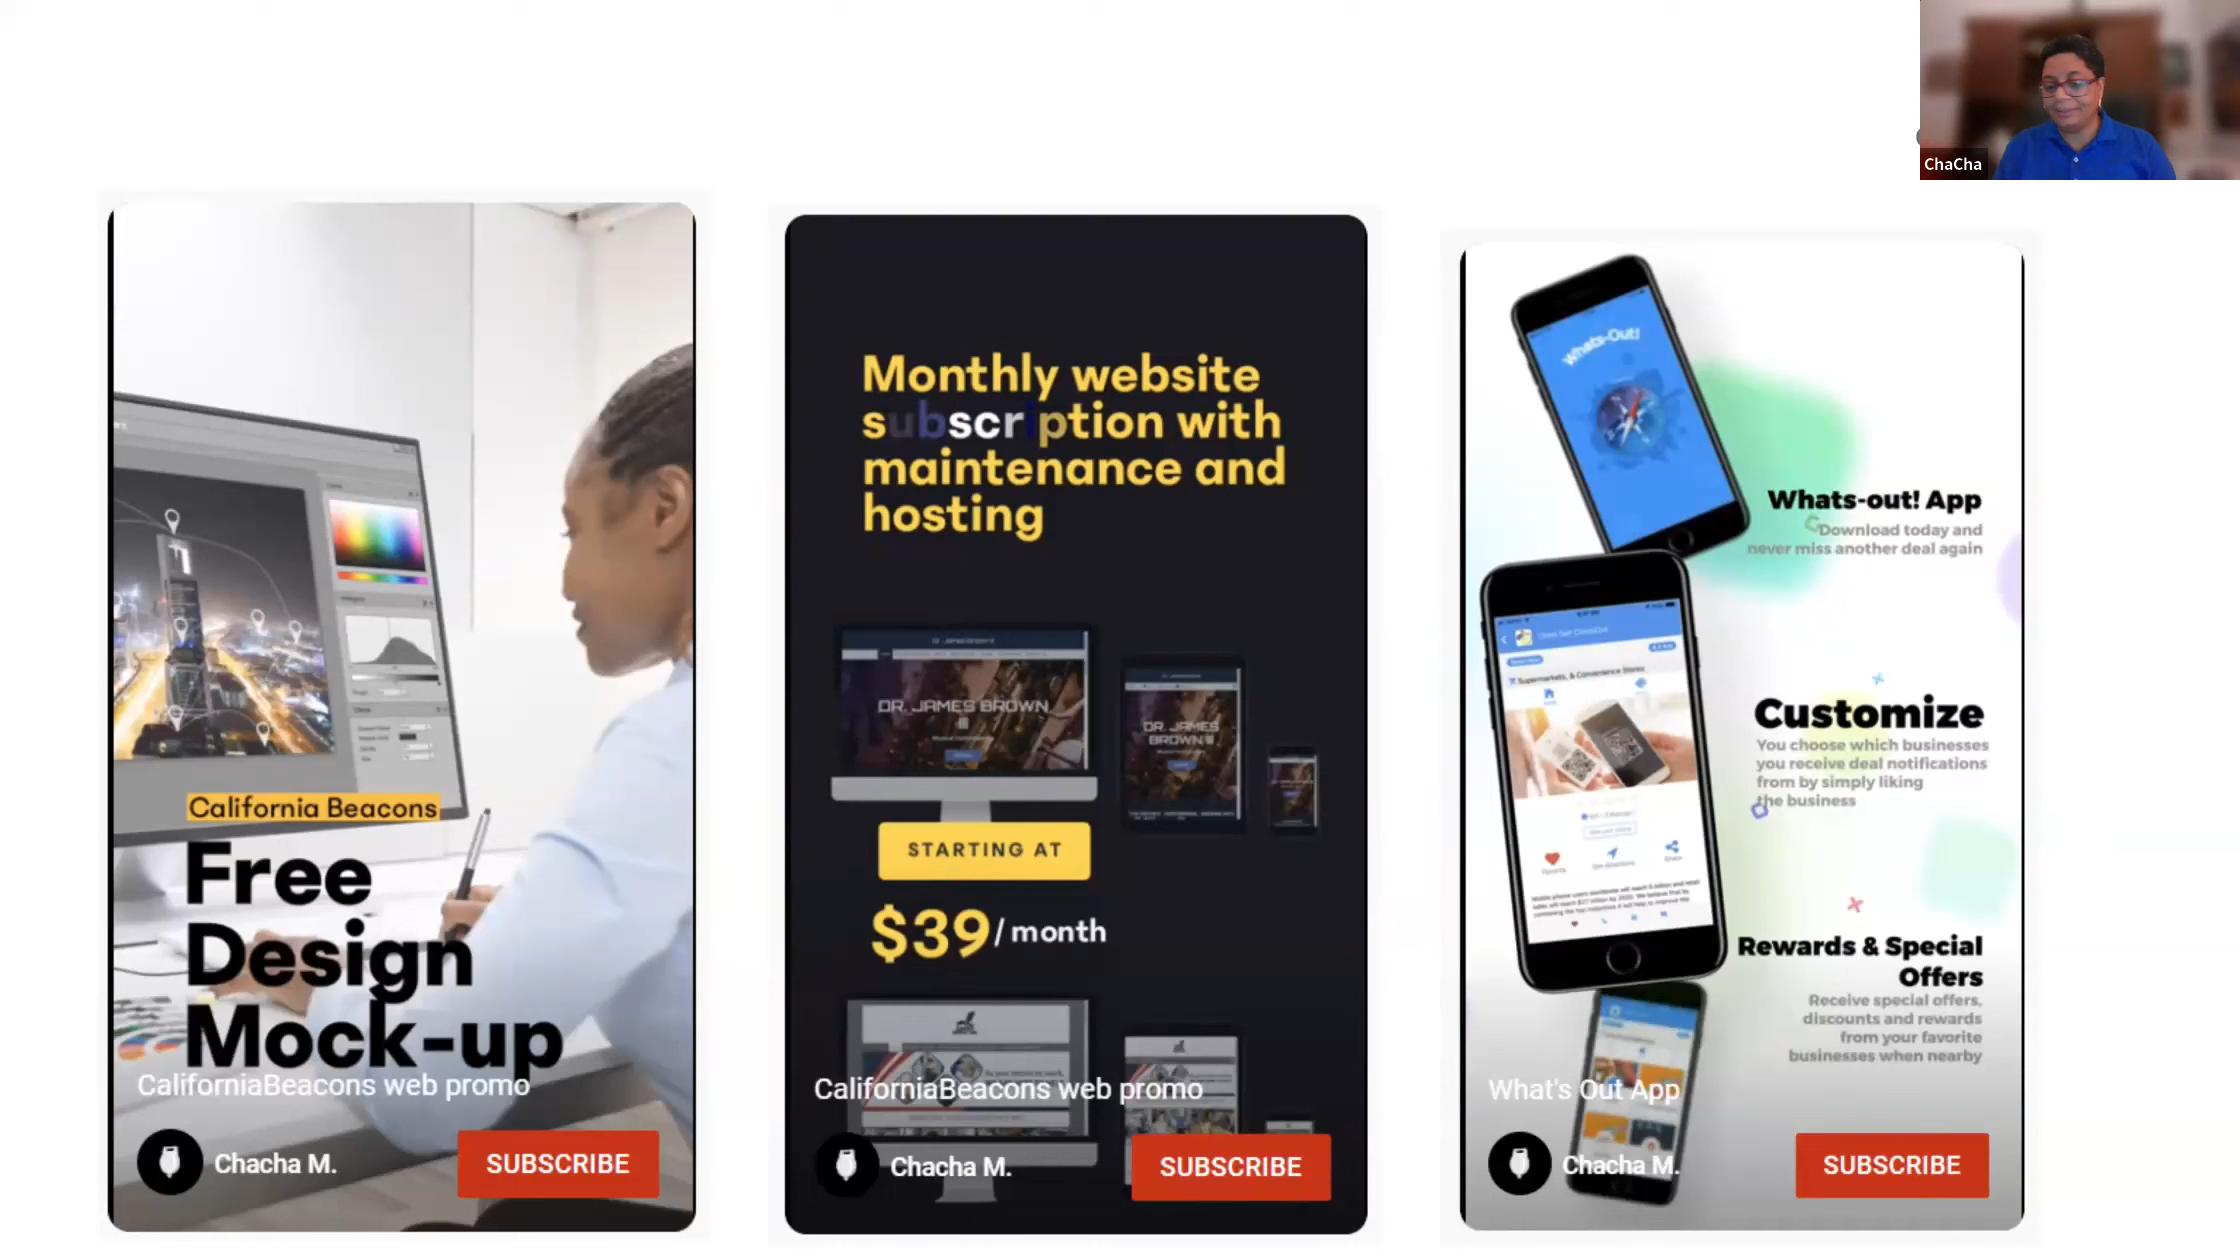 ChaCha
California Beacons
Free
Design
Mock-up
CaliforniaBeacons web promo
Chacha M.
SUBSCRIBE
Monthly website
subscription with
maintenance and
hosting
DR. JAMES BROWN
DR. JAMES
BROWN
STARTING AT
$39/ month
CaliforniaBeacons web promo
Chacha M.
SUBSCRIBE
Whats-Out!
Whats-out! App
Download today and
never miss another deal again
Supermarkets, & Convenience Stores
Customize
You choose which businesses
you receive deal notifications
from by simply liking
the business
Rewards & Special
Offers
Receive special offers,
discounts and rewards
from your favorite
businesses when nearby
What's Out App
Chacha M.
SUBSCRIBE